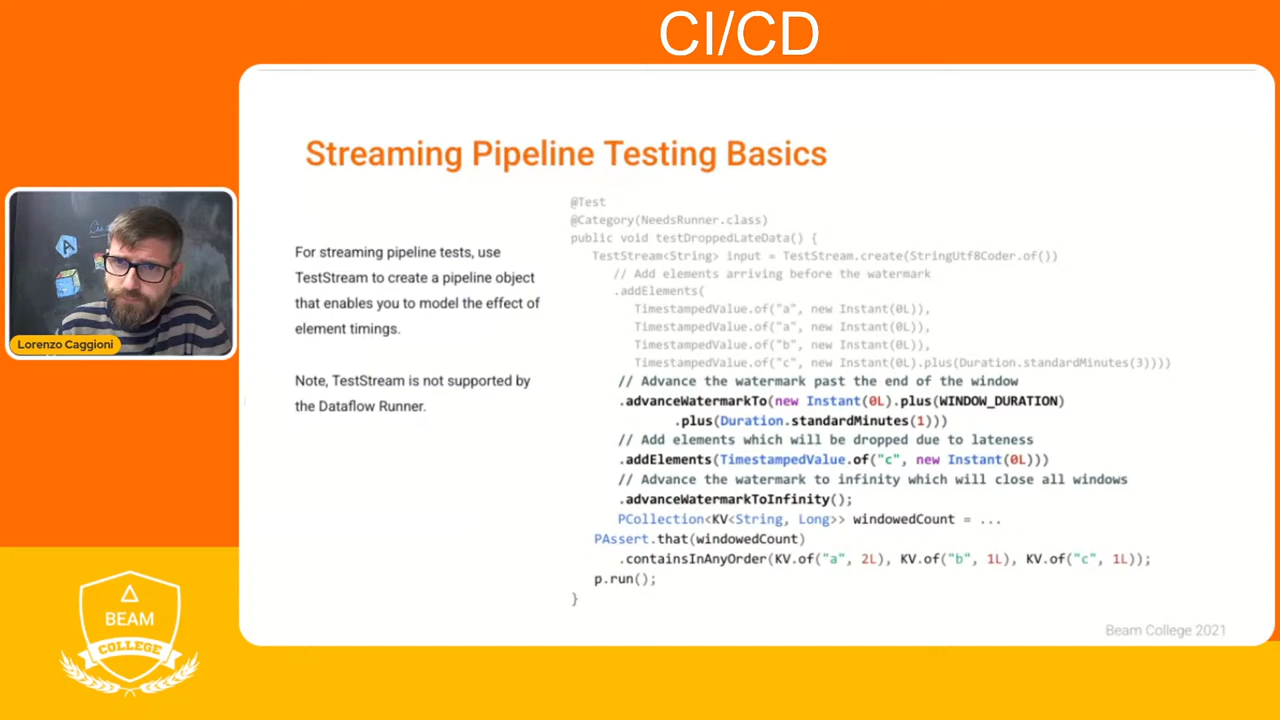 CI/CD
Streaming Pipeline Testing Basics
For streaming pipeline tests, use
TestStream to create a pipeline object
that enables you to model the effect of
element timings.
Note, TestStream is not supported by
the Dataflow Runner.
@Test
@Category(NeedsRunner.class)
public void testDroppedLateData() {
TestStream<String> input = TestStream.create(StringUtf8Coder.of())
// Add elements arriving before the watermark
.addElements(
TimestampedValue.of("a", new Instant(0L)),
TimestampedValue.of("a", new Instant(0L)),
TimestampedValue.of("b", new Instant(0L)),
TimestampedValue.of("c", new Instant(0L).plus(Duration.standardMinutes(3))))
// Advance the watermark past the end of the window
.advanceWatermarkTo(new Instant(0L).plus(WINDOW_DURATION)
.plus(Duration.standardMinutes(1)))
// Add elements which will be dropped due to lateness
.addElements(TimestampedValue.of("c", new Instant(0L)))
// Advance the watermark to infinity which will close all windows
.advanceWatermarkToInfinity();
PCollection<KV<String, Long>> windowedCount = ...
PAssert.that(windowedCount)
.containsInAnyOrder(KV.of("a", 2L), KV.of("b", 1L), KV.of("c", 1L));
p.run();
}
Lorenzo Caggioni
BEAM
COLLEGE
Beam College 2021